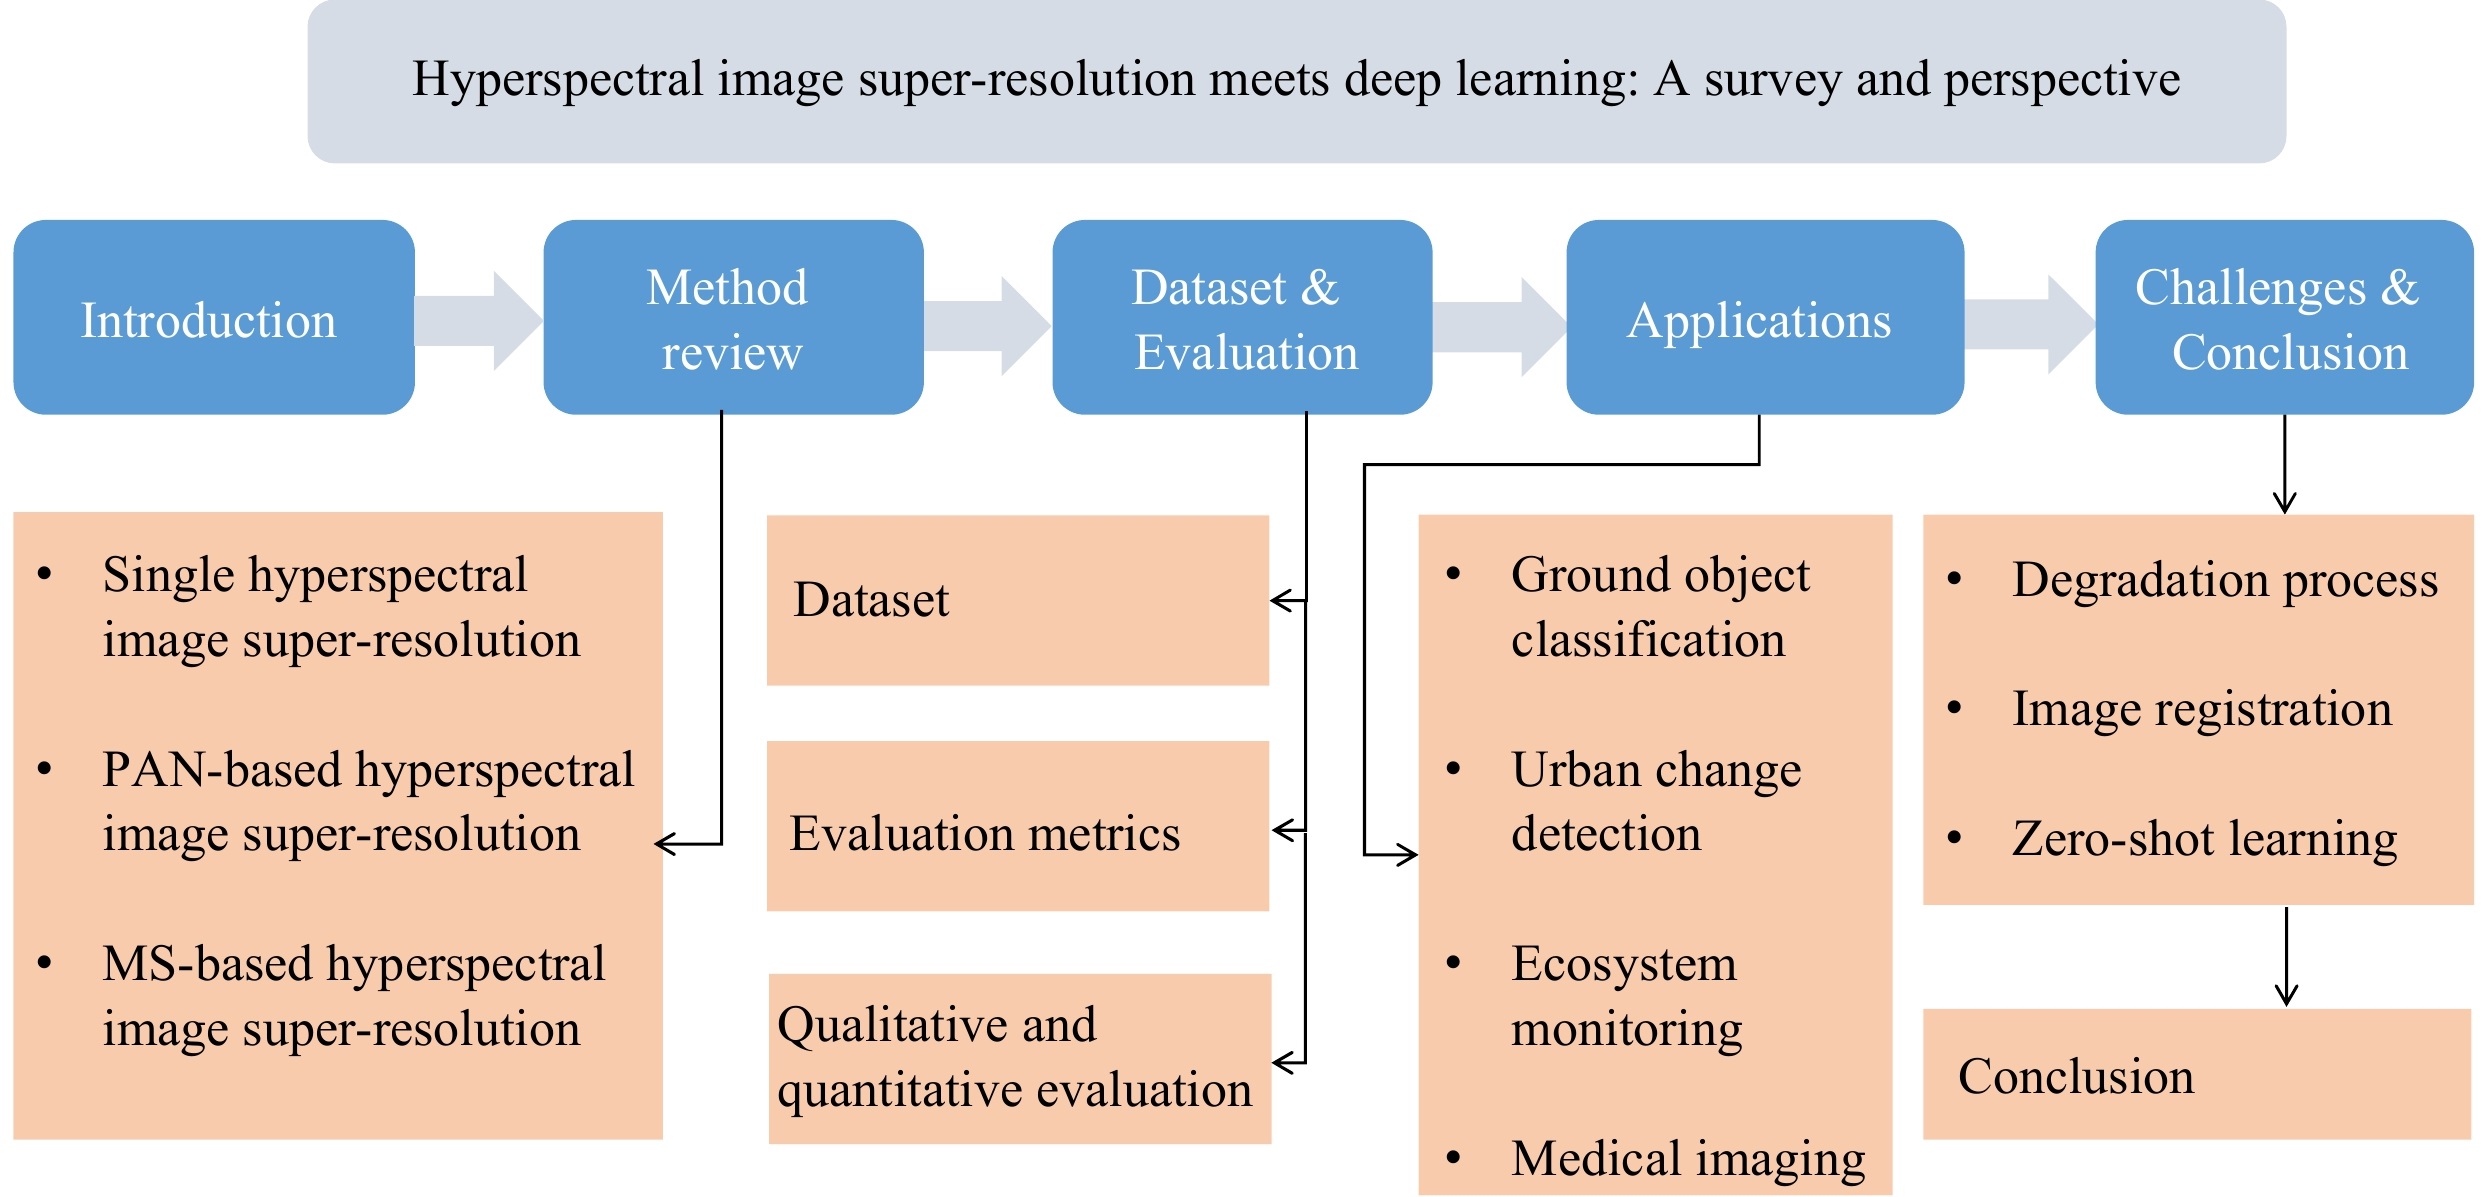 Hyperspectral image super-resolution meets deep learning: A survey and perspective
Introduction
Method
review
Dataset &
Evaluation
Applications
Challenges &
Conclusion
• Single hyperspectral
image super-resolution
• PAN-based hyperspectral
image super-resolution
• MS-based hyperspectral
image super-resolution
Dataset
Evaluation metrics
Qualitative and
quantitative evaluation
• Ground object
classification
• Urban change
detection
• Ecosystem
monitoring
• Medical imaging
• Degradation process
• Image registration
• Zero-shot learning
Conclusion